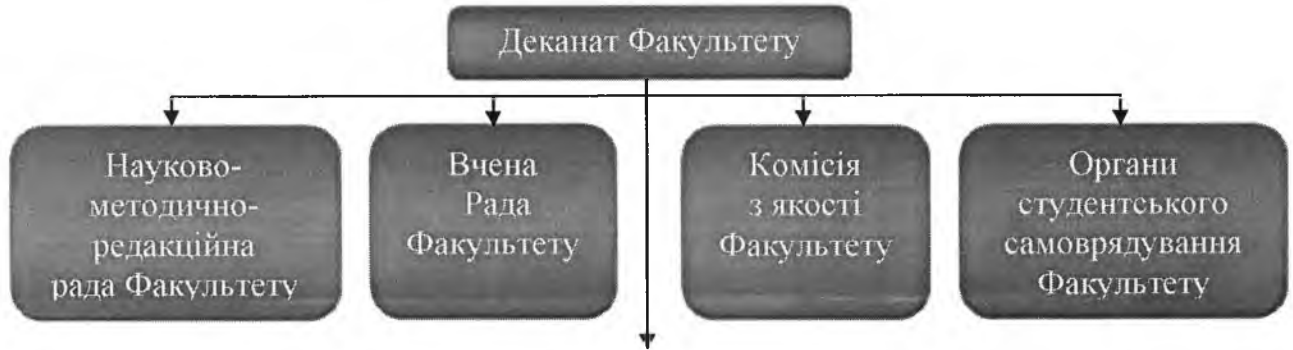 Деканат Факультету
Науково-
методично-
редакційна
рада Факультету
Вчена
Рада
Факультету
Комісія
з якості
Факультету
Органи
студентського
самоврядування
Факультету